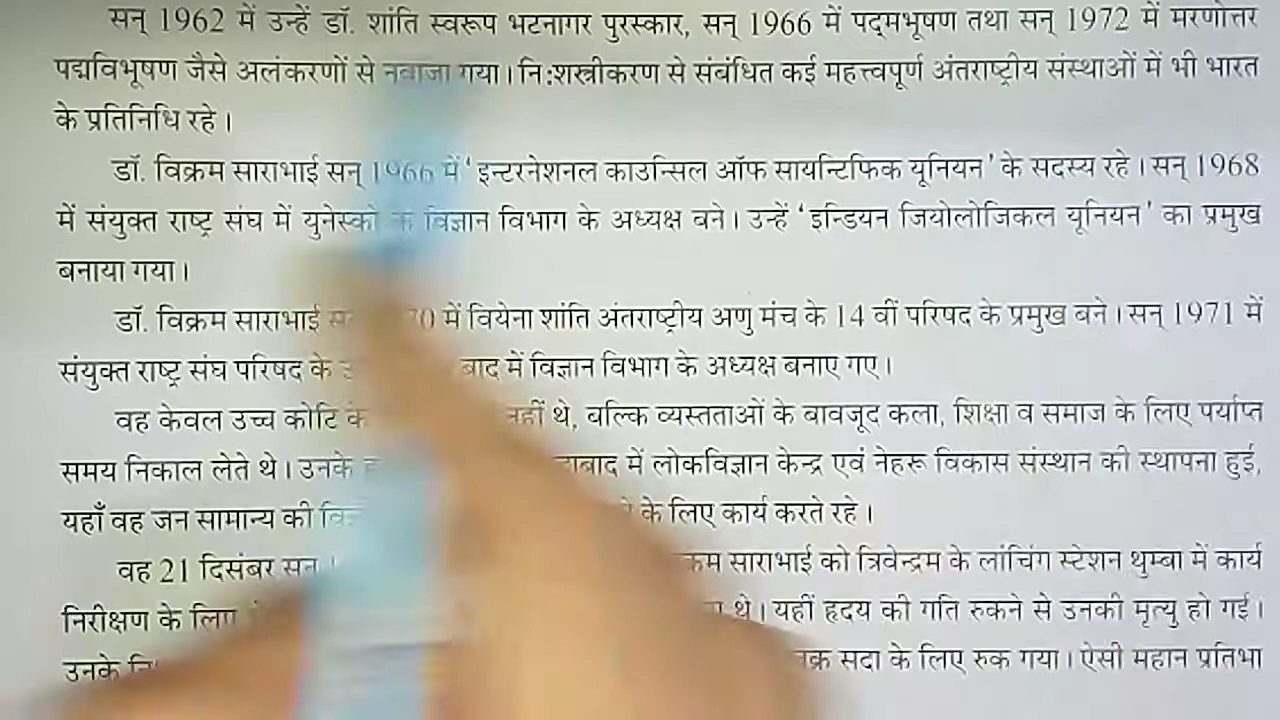 सन् 1962 में उन्हें डॉ. शांति स्वरूप भटनागर पुरस्कार, सन् 1966 में पद्मभूषण तथा सन् 1972 में मरणोत्तर
पद्मविभूषण जैसे अलंकरणों से नवाजा गया। नि:शस्त्रीकरण से संबंधित कई महत्त्वपूर्ण अंतराष्ट्रीय संस्थाओं में भी भारत
के प्रतिनिधि रहे।
डॉ. विक्रम साराभाई सन् 1966 में ‘इन्टरनेशनल काउन्सिल ऑफ सायन्टिफिक यूनियन’ के सदस्य रहे। सन् 1968
में संयुक्त राष्ट्र संघ में युनेस्को के विज्ञान विभाग के अध्यक्ष बने। उन्हें ‘इन्डियन जियोलोजिकल यूनियन’ का प्रमुख
बनाया गया।
डॉ. विक्रम साराभाई में वियेना शांति अंतराष्ट्रीय अणु मंच के 14 वीं परिषद के प्रमुख बने। सन् 1971 में
संयुक्त राष्ट्र संघ परिषद के में विज्ञान विभाग के अध्यक्ष बनाए गए।
वह केवल उच्च कोटि के नहीं थे, बल्कि व्यस्तताओं के बावजूद कला, शिक्षा व समाज के लिए पर्याप्त
समय निकाल लेते थे। उनके में लोकविज्ञान केन्द्र एवं नेहरू विकास संस्थान की स्थापना हुई,
यहाँ वह जन सामान्य की के लिए कार्य करते रहे।
वह 21 दिसंबर सन् साराभाई को त्रिवेन्द्रम के लांचिंग स्टेशन थुम्बा में कार्य
निरीक्षण के लिए थे। यहीं हृदय की गति रुकने से उनकी मृत्यु हो गई।
उनके सदा के लिए रुक गया। ऐसी महान प्रतिभा